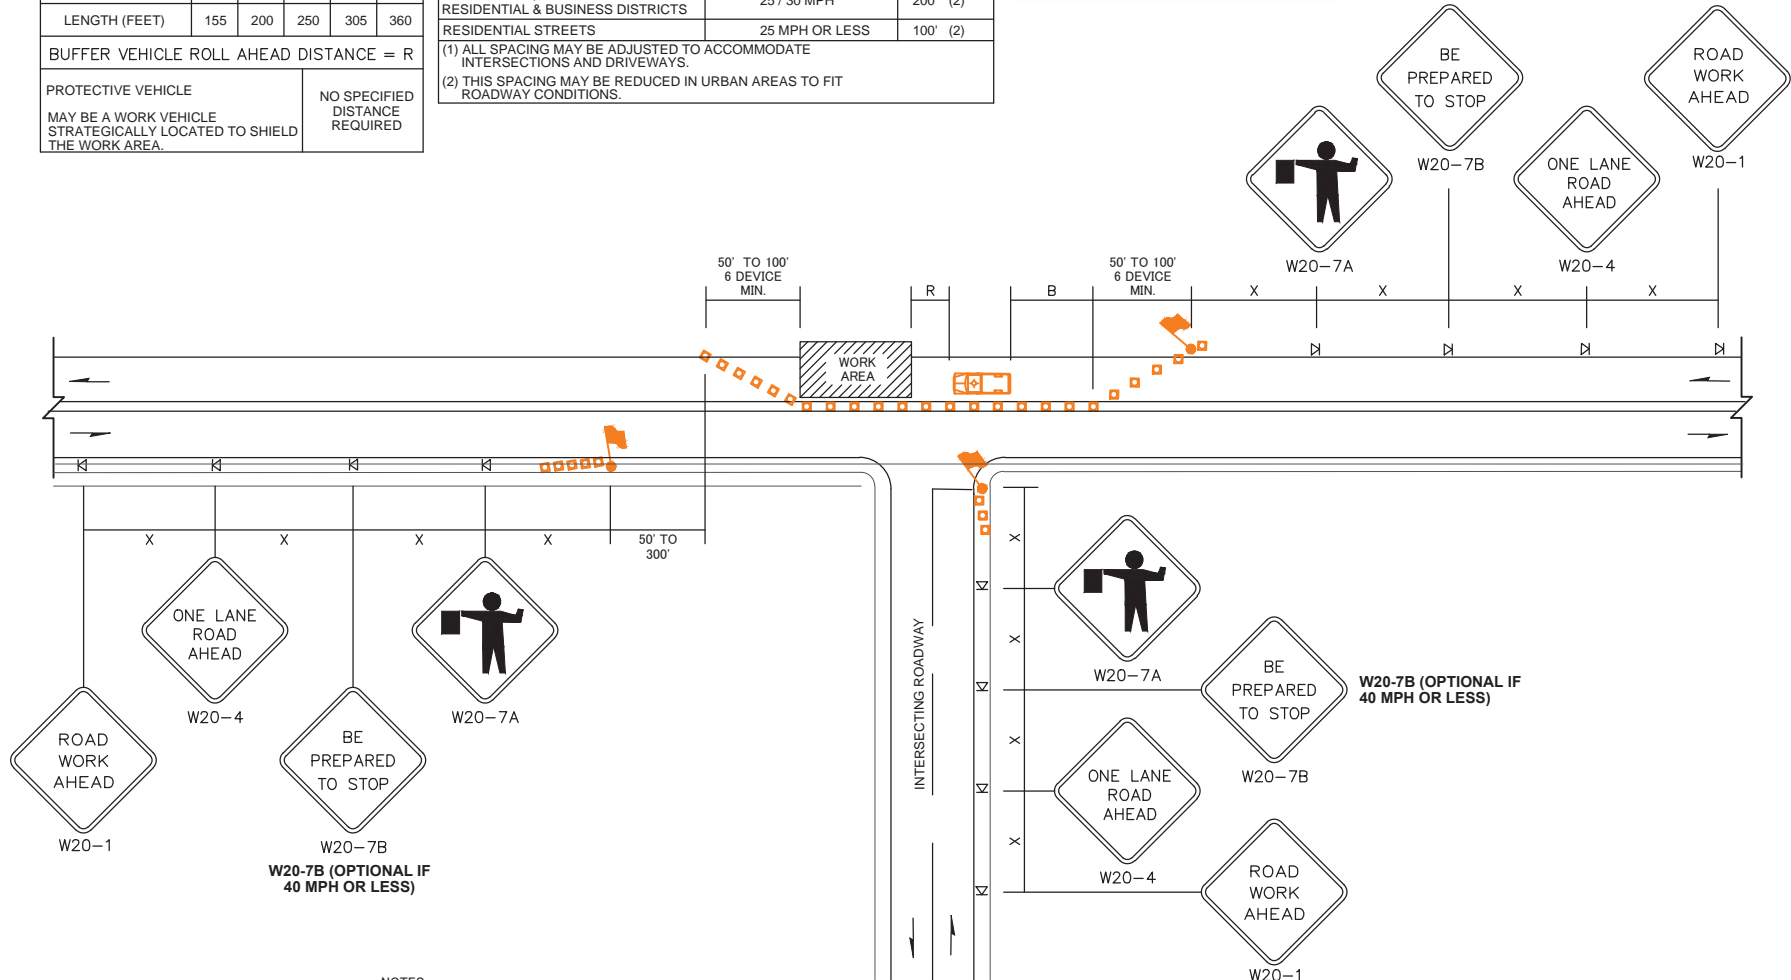 LENGTH (FEET) 155 200 250 305 360
BUFFER VEHICLE ROLL AHEAD DISTANCE = R
PROTECTIVE VEHICLE
MAY BE A WORK VEHICLE
STRATEGICALLY LOCATED TO SHIELD
THE WORK AREA.
NO SPECIFIED
DISTANCE
REQUIRED
RESIDENTIAL & BUSINESS DISTRICTS 25 / 30 MPH 200' (2)
RESIDENTIAL STREETS 25 MPH OR LESS 100' (2)
(1) ALL SPACING MAY BE ADJUSTED TO ACCOMMODATE
INTERSECTIONS AND DRIVEWAYS.
(2) THIS SPACING MAY BE REDUCED IN URBAN AREAS TO FIT
ROADWAY CONDITIONS.
BE
PREPARED
TO STOP
W20-7B
ROAD
WORK
AHEAD
W20-1
W20-7A
ONE LANE
ROAD
AHEAD
W20-4
50' TO 100'
6 DEVICE
MIN.
R
B
50' TO 100'
6 DEVICE
MIN.
X
X
X
X
WORK
AREA
X
X
X
X
50' TO
300'
ONE LANE
ROAD
AHEAD
W20-4
W20-7A
ROAD
WORK
AHEAD
W20-1
BE
PREPARED
TO STOP
W20-7B
W20-7B (OPTIONAL IF
40 MPH OR LESS)
INTERSECTING ROADWAY
X
X
X
X
W20-7A
BE
PREPARED
TO STOP
W20-7B
W20-7B (OPTIONAL IF
40 MPH OR LESS)
ONE LANE
ROAD
AHEAD
W20-4
ROAD
WORK
AHEAD
W20-1
NOTES